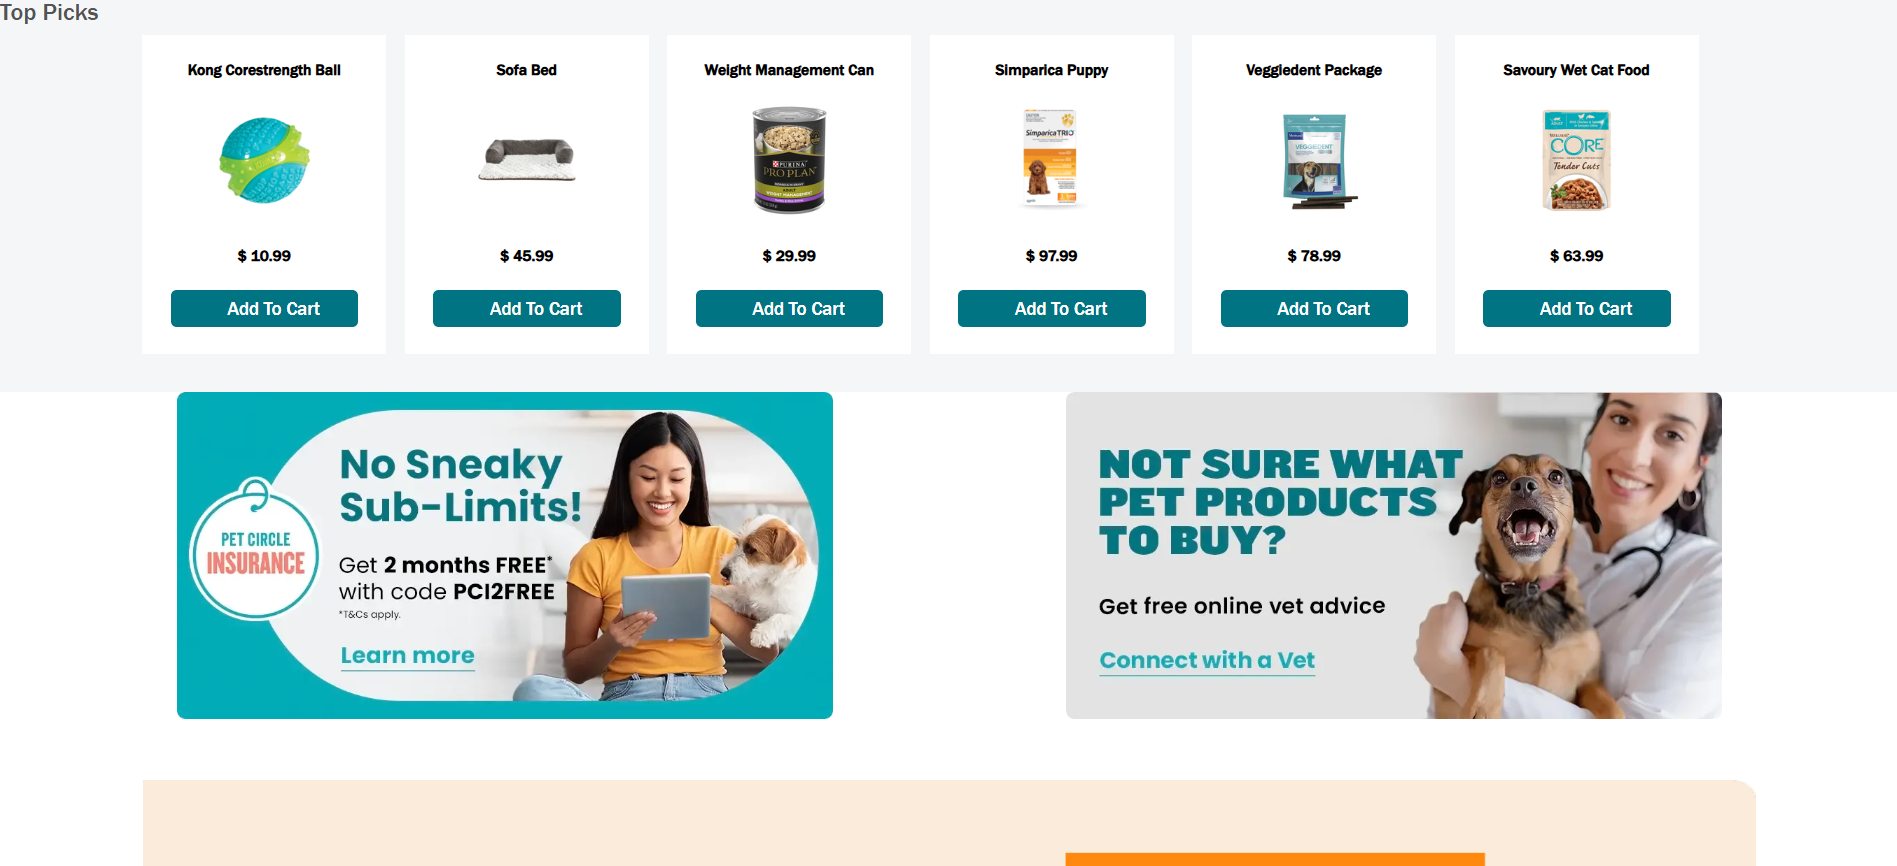 Top Picks
Kong Corestrength Ball
Sofa Bed
Weight Management Can
Simparica Puppy
Veggiedent Package
Savoury Wet Cat Food
PURINA
PRO PLAN
WEIGHT MANAGEMENT
Simparica TRIO
VEGGIEDENT
CORE
Tender Cuts
$ 10.99
$ 45.99
$ 29.99
$ 97.99
$ 78.99
$ 63.99
Add To Cart
Add To Cart
Add To Cart
Add To Cart
Add To Cart
Add To Cart
PET CIRCLE
INSURANCE
No Sneaky
Sub-Limits!
Get 2 months FREE*
with code PCI2FREE
*T&Cs apply.
Learn more
NOT SURE WHAT
PET PRODUCTS
TO BUY?
Get free online vet advice
Connect with a Vet